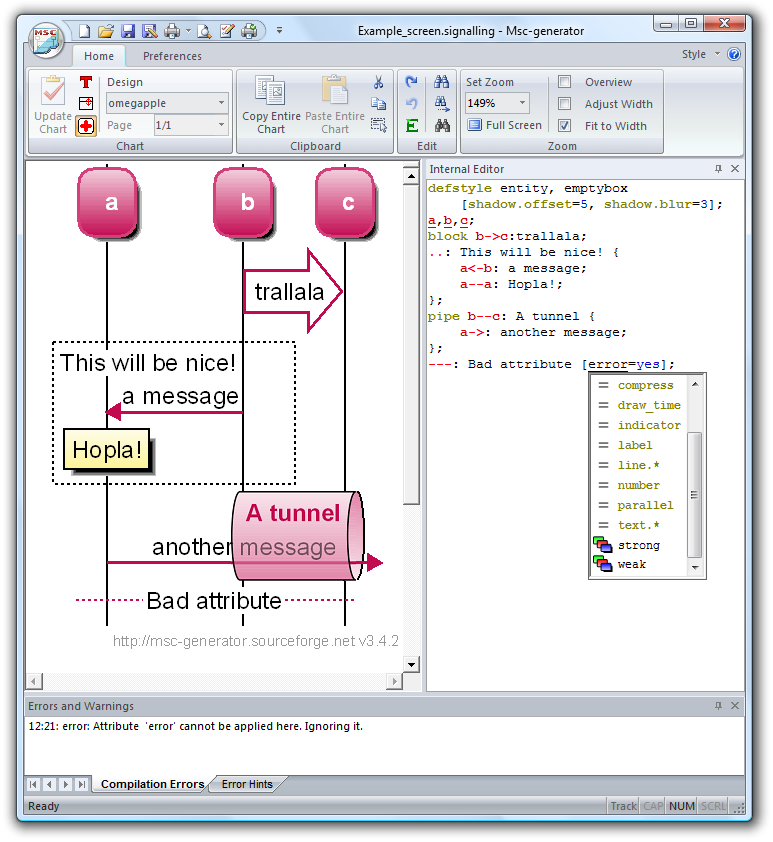 MSC
Example_screen.signalling - Msc-generator
Home
Preferences
Style
Update
Chart
Design
omegapple
Page
1/1
Chart
Copy Entire
Chart
Paste Entire
Chart
Clipboard
Edit
Set Zoom
149%
Full Screen
Overview
Adjust Width
Fit to Width
Zoom
a
b
c
trallala
This will be nice!
a message
Hopla!
A tunnel
another message
Bad attribute
http://msc-generator.sourceforge.net v3.4.2
Internal Editor
defstyle entity, emptybox
[shadow.offset=5, shadow.blur=3];
a,b,c;
block b->c:trallala;
..: This will be nice! {
a<-b: a message;
a--a: Hopla!;
};
pipe b--c: A tunnel {
a->: another message;
};
---: Bad attribute [error=yes];
= compress
= draw_time
= indicator
= label
= line.*
= number
= parallel
= text.*
strong
weak
Errors and Warnings
12:21: error: Attribute 'error' cannot be applied here. Ignoring it.
Compilation Errors
Error Hints
Ready
Track
CAP
NUM
SCRL